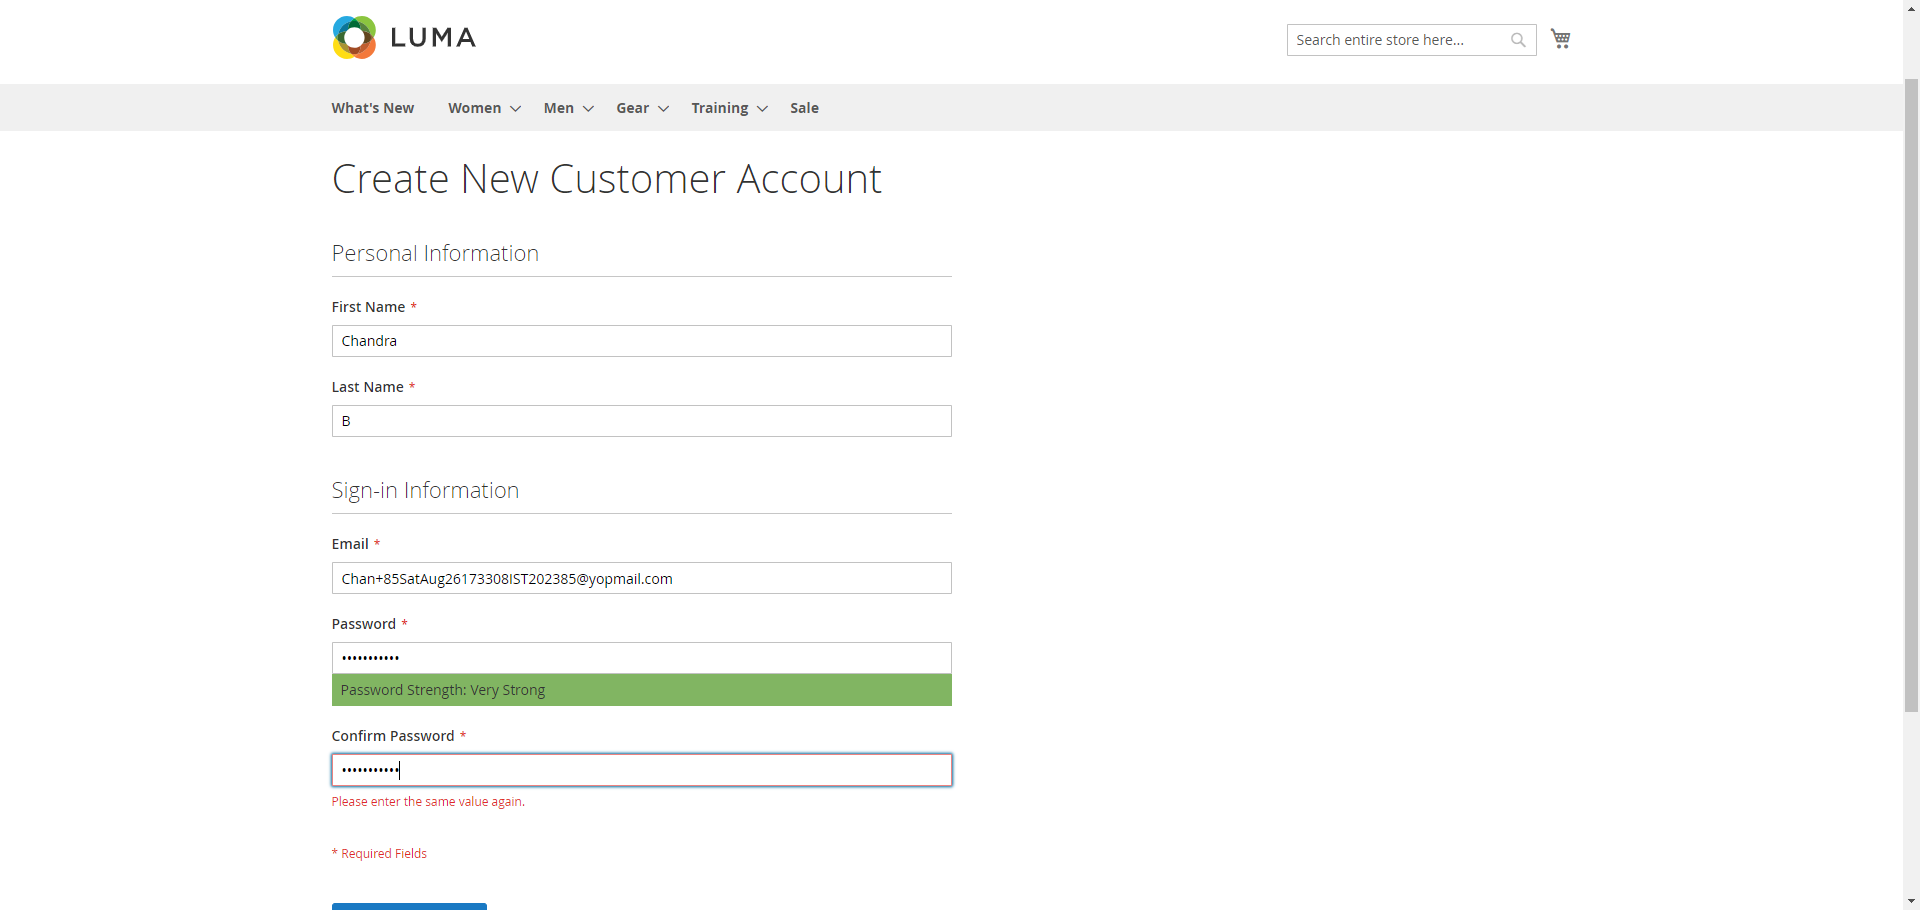 LUMA
Search entire store here...
What's New Women Men Gear Training Sale
Create New Customer Account
Personal Information
First Name *
Chandra
Last Name *
B
Sign-in Information
Email *
Chan+85SatAug26173308IST202385@yopmail.com
Password *
•••••••••••
Password Strength: Very Strong
Confirm Password *
•••••••••••
Please enter the same value again.
* Required Fields